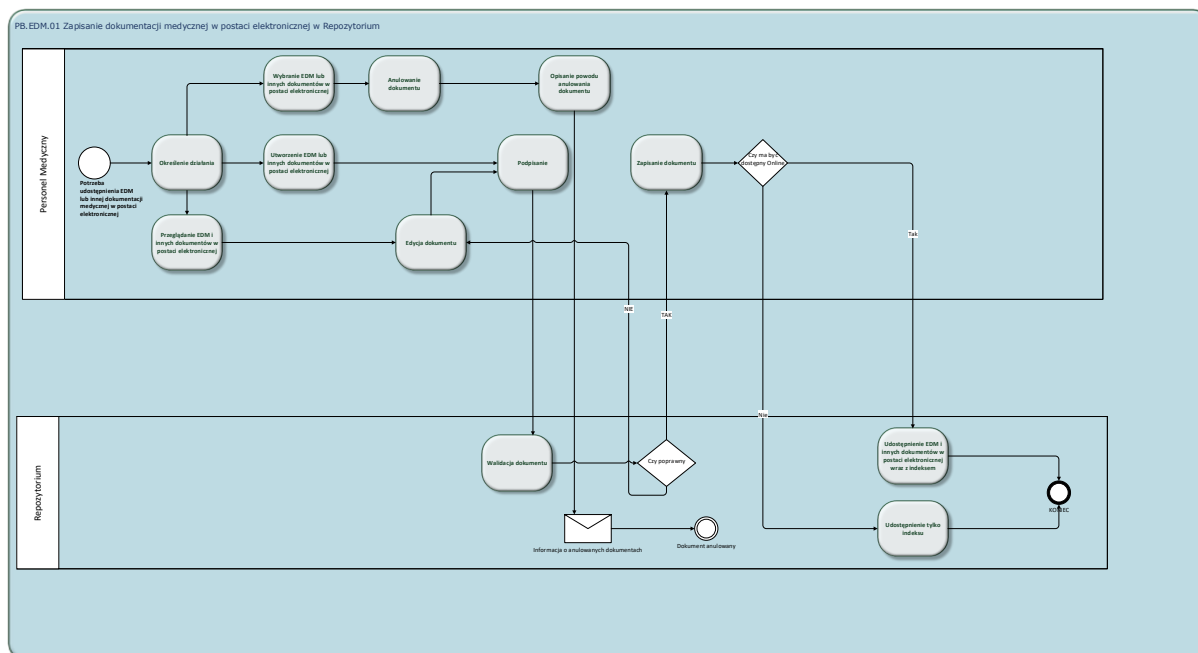 PB.EDM.01 Zapisanie dokumentacji medycznej w postaci elektronicznej w Repozytorium
Personel Medyczny
Wybranie EDM lub
innych dokumentów w
postaci elektronicznej
Anulowanie
dokumentu
Opisanie powodu
anulowania
dokumentu
Potrzeba
udostępnienia EDM
lub innej dokumentacji
medycznej w postaci
elektronicznej
Określenie działania
Utworzenie EDM lub
innych dokumentów w
postaci elektronicznej
Podpisanie
Zapisanie dokumentu
Czy ma być
dostępny Online
Przeglądanie EDM i
innych dokumentów w
postaci elektronicznej
Edycja dokumentu
Tak
NIE
TAK
Nie
Repozytorium
Walidacja dokumentu
Czy poprawny
Udostępnienie EDM i
innych dokumentów w
postaci elektronicznej
wraz z indeksem
KONIEC
Udostępnienie tylko
indeksu
Informacja o anulowanych dokumentach
Dokument anulowany